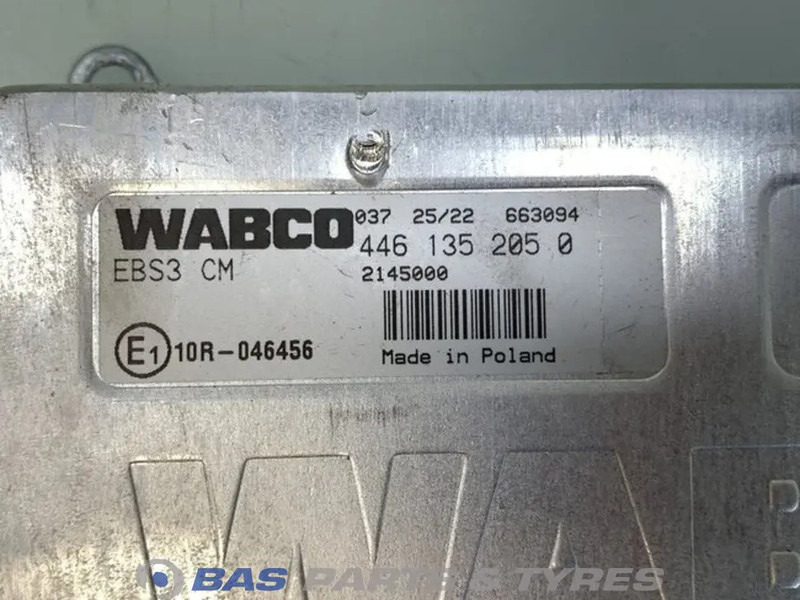 WABCO 037 25/22 663094
446 135 205 0
EBS3 CM 2145000
E1 10R-046456
Made in Poland
WAB
BAS PARTS & TYRES